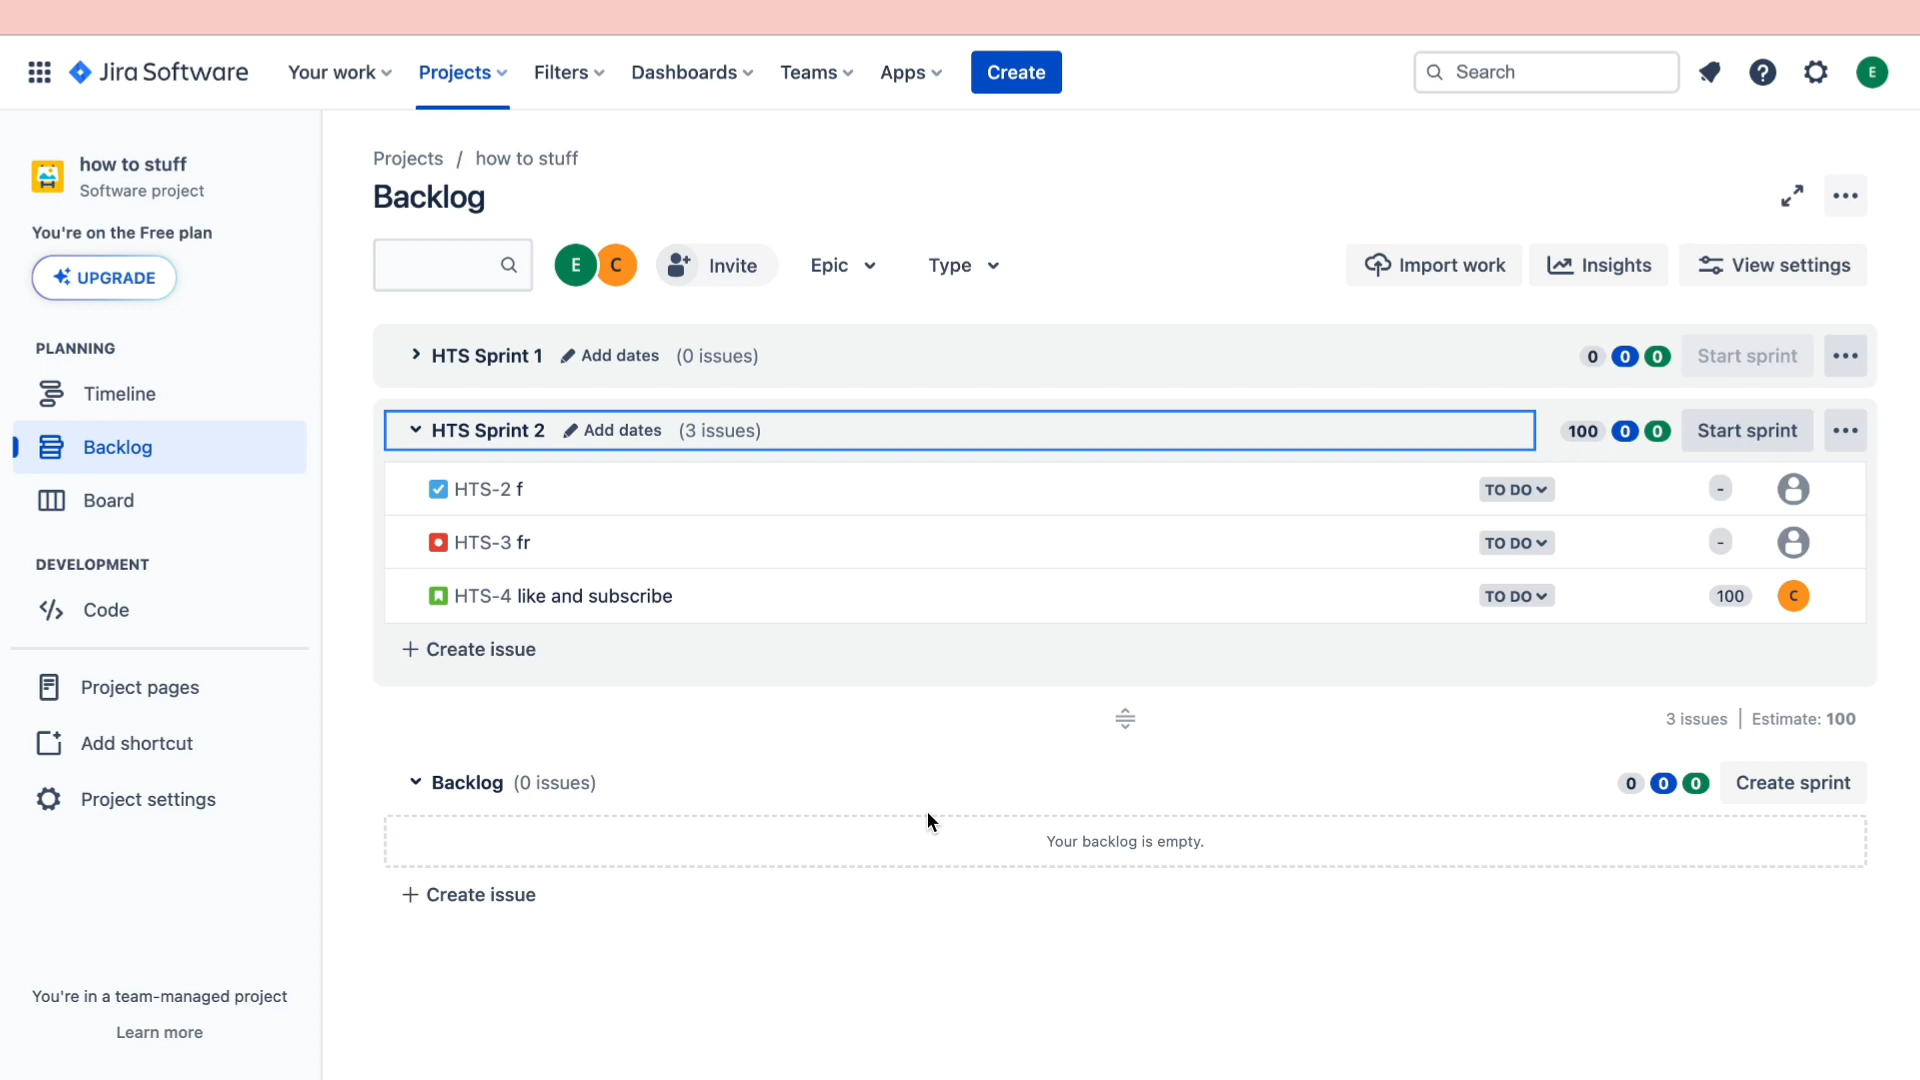 Jira Software Your work Projects Filters Dashboards Teams Apps Create Search E
how to stuff
Software project
You're on the Free plan
UPGRADE
PLANNING
Timeline
Backlog
Board
DEVELOPMENT
Code
Project pages
Add shortcut
Project settings
You're in a team-managed project
Learn more
Projects / how to stuff
Backlog
E C Invite Epic Type Import work Insights View settings
HTS Sprint 1 Add dates (0 issues) 0 0 0 Start sprint
HTS Sprint 2 Add dates (3 issues) 100 0 0 Start sprint
HTS-2 f TO DO -
HTS-3 fr TO DO -
HTS-4 like and subscribe TO DO 100 C
+ Create issue
3 issues | Estimate: 100
Backlog (0 issues) 0 0 0 Create sprint
Your backlog is empty.
+ Create issue